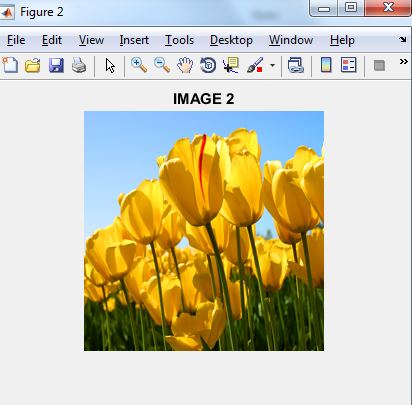 Figure 2
File Edit View Insert Tools Desktop Window Help
IMAGE 2